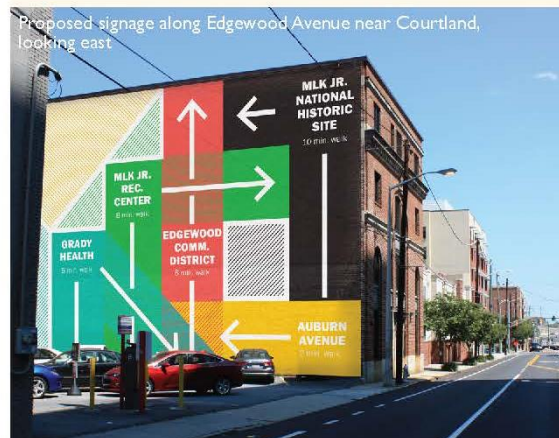 Proposed signage along Edgewood Avenue near Courtland,
looking east
MLK JR.
NATIONAL
HISTORIC
SITE
10 min. walk
MLK JR.
REC.
CENTER
8 min. walk
GRADY
HEALTH
5 min. walk
EDGEWOOD
COMM.
DISTRICT
5 min. walk
AUBURN
AVENUE
2 min. walk